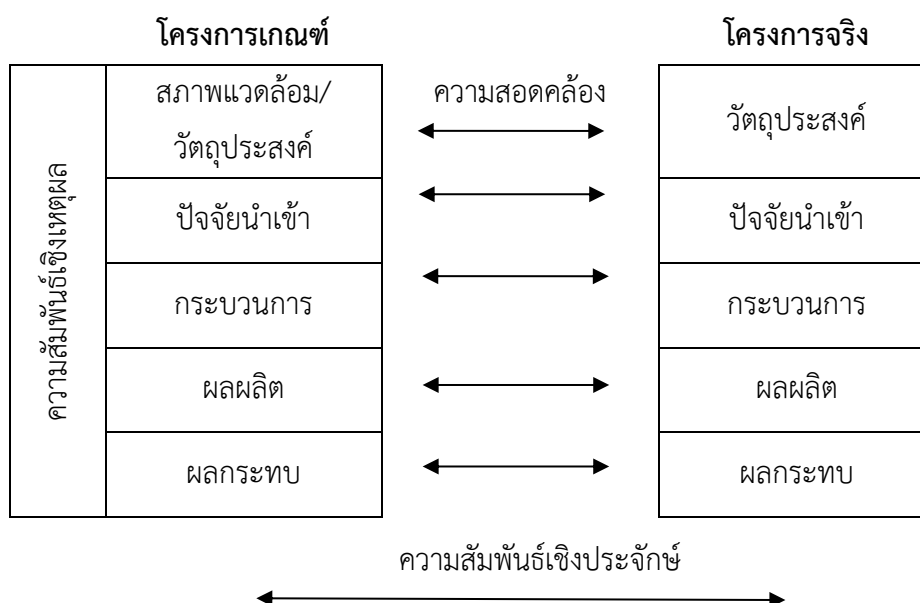 โครงการเกณฑ์
โครงการจริง
ความสัมพันธ์เชิงเหตุผล
สภาพแวดล้อม/
วัตถุประสงค์
ความสอดคล้อง
วัตถุประสงค์
ปัจจัยนำเข้า
ปัจจัยนำเข้า
กระบวนการ
กระบวนการ
ผลผลิต
ผลผลิต
ผลกระทบ
ผลกระทบ
ความสัมพันธ์เชิงประจักษ์